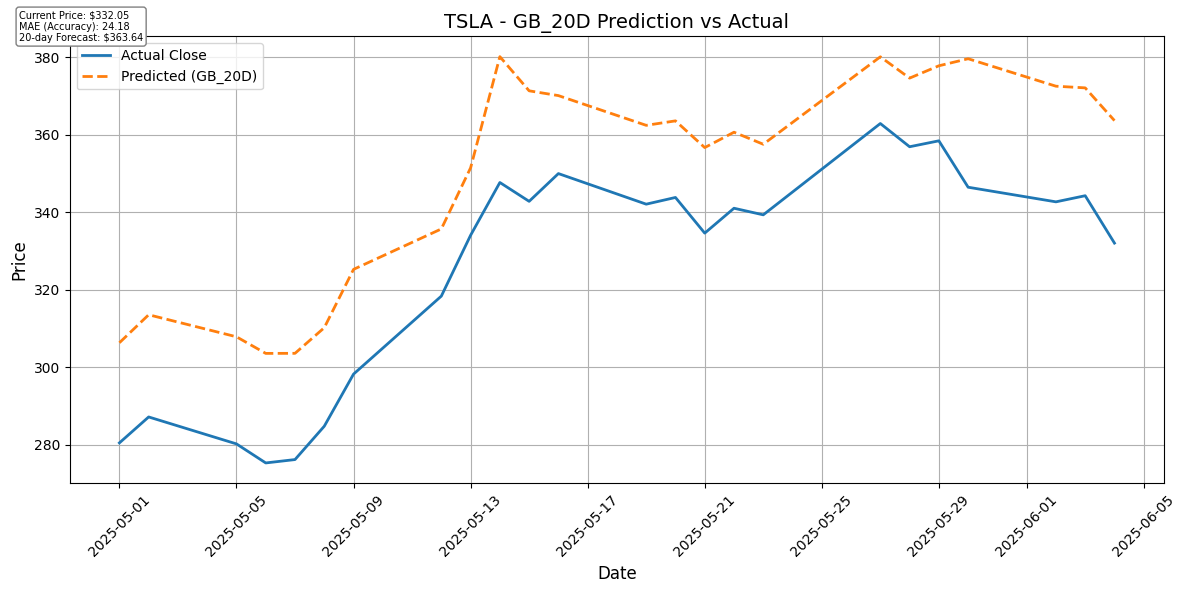 TSLA - GB_20D Prediction vs Actual
Current Price: $332.05
MAE (Accuracy): 24.18
20-day Forecast: $363.64
Actual Close
Predicted (GB_20D)
Price
380
360
340
320
300
280
2025-05-01
2025-05-05
2025-05-09
2025-05-13
2025-05-17
2025-05-21
2025-05-25
2025-05-29
2025-06-01
2025-06-05
Date